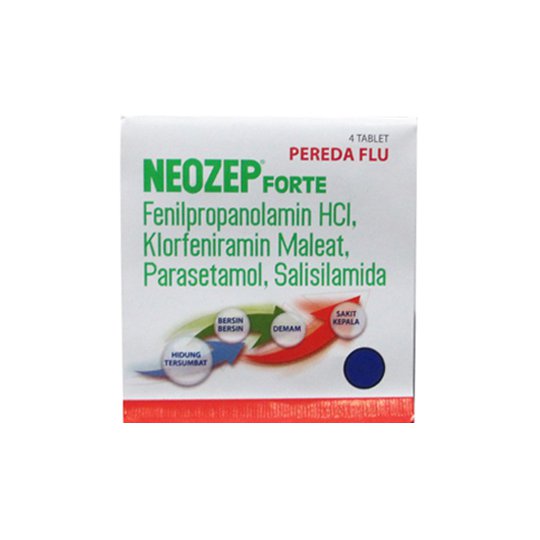 4 TABLET
PEREDA FLU
NEOZEP® FORTE
Fenilpropanolamin HCl,
Klorfeniramin Maleat,
Parasetamol, Salisilamida
HIDUNG
TERSUMBAT
BERSIN
BERSIN
DEMAM
SAKIT
KEPALA